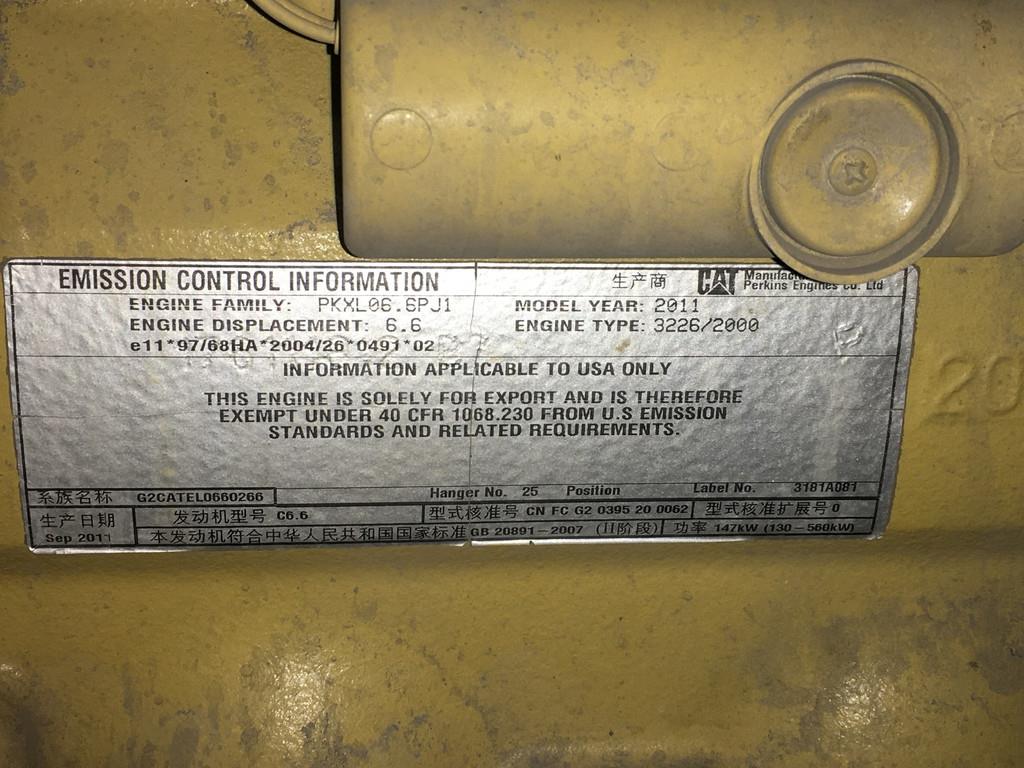 EMISSION CONTROL INFORMATION 生产商 CAT
Perkins Engines Co. Ltd
ENGINE FAMILY: PKXL06.6PJ1 MODEL YEAR: 2011
ENGINE DISPLACEMENT: 6.6 ENGINE TYPE: 3226/2000
e11*97/68HA*2004/26*0491*02
INFORMATION APPLICABLE TO USA ONLY
THIS ENGINE IS SOLELY FOR EXPORT AND IS THEREFORE
EXEMPT UNDER 40 CFR 1068.230 FROM U.S EMISSION
STANDARDS AND RELATED REQUIREMENTS.
20
系族名称 G2CATEL0660266 Hanger No. 25 Position Label No. 3181A081
生产日期 发动机型号 C6.6 型式核准号 CN FC G2 0395 20 0062 型式核准扩展号 0
Sep 2011 本发动机符合中华人民共和国国家标准 GB 20891-2007 (II阶段) 功率 147kW (130-560kW)